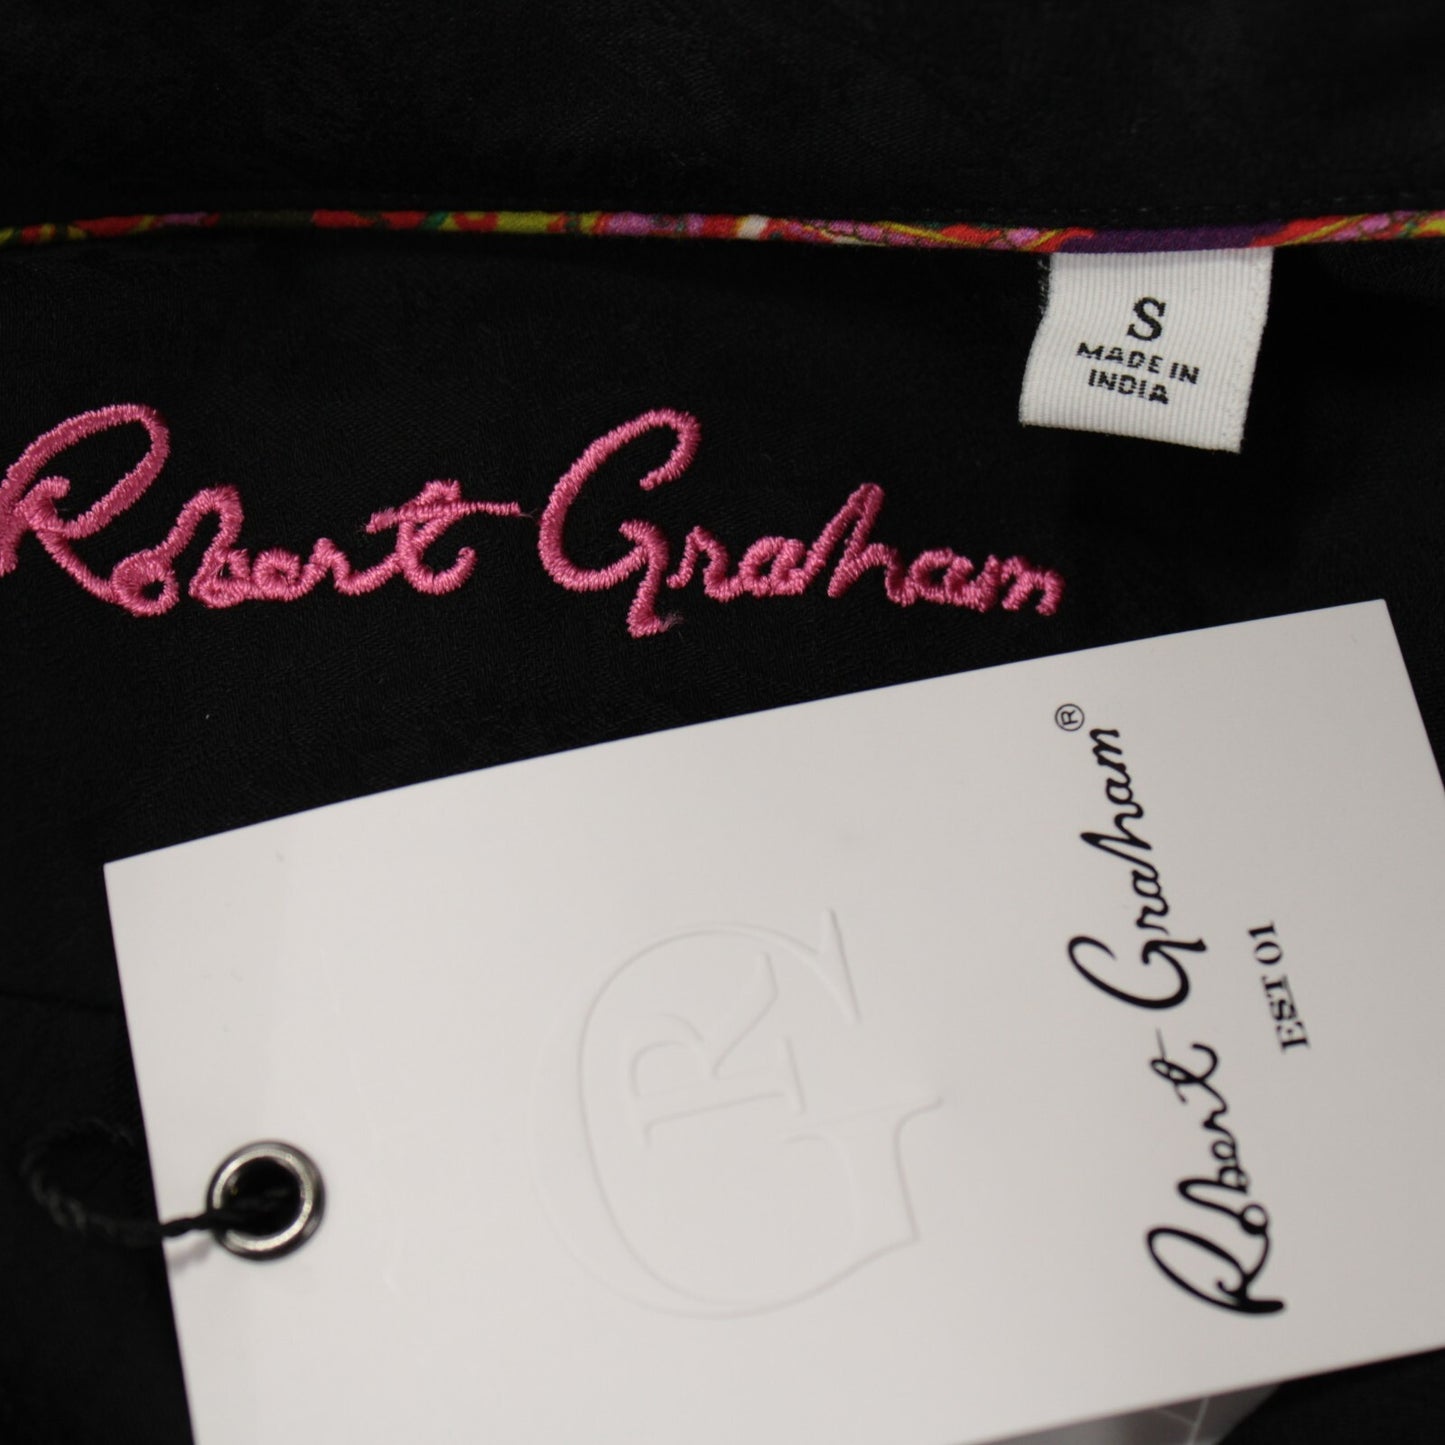 S
MADE IN
INDIA
Robert Graham
Robert Graham®
EST 01
RG